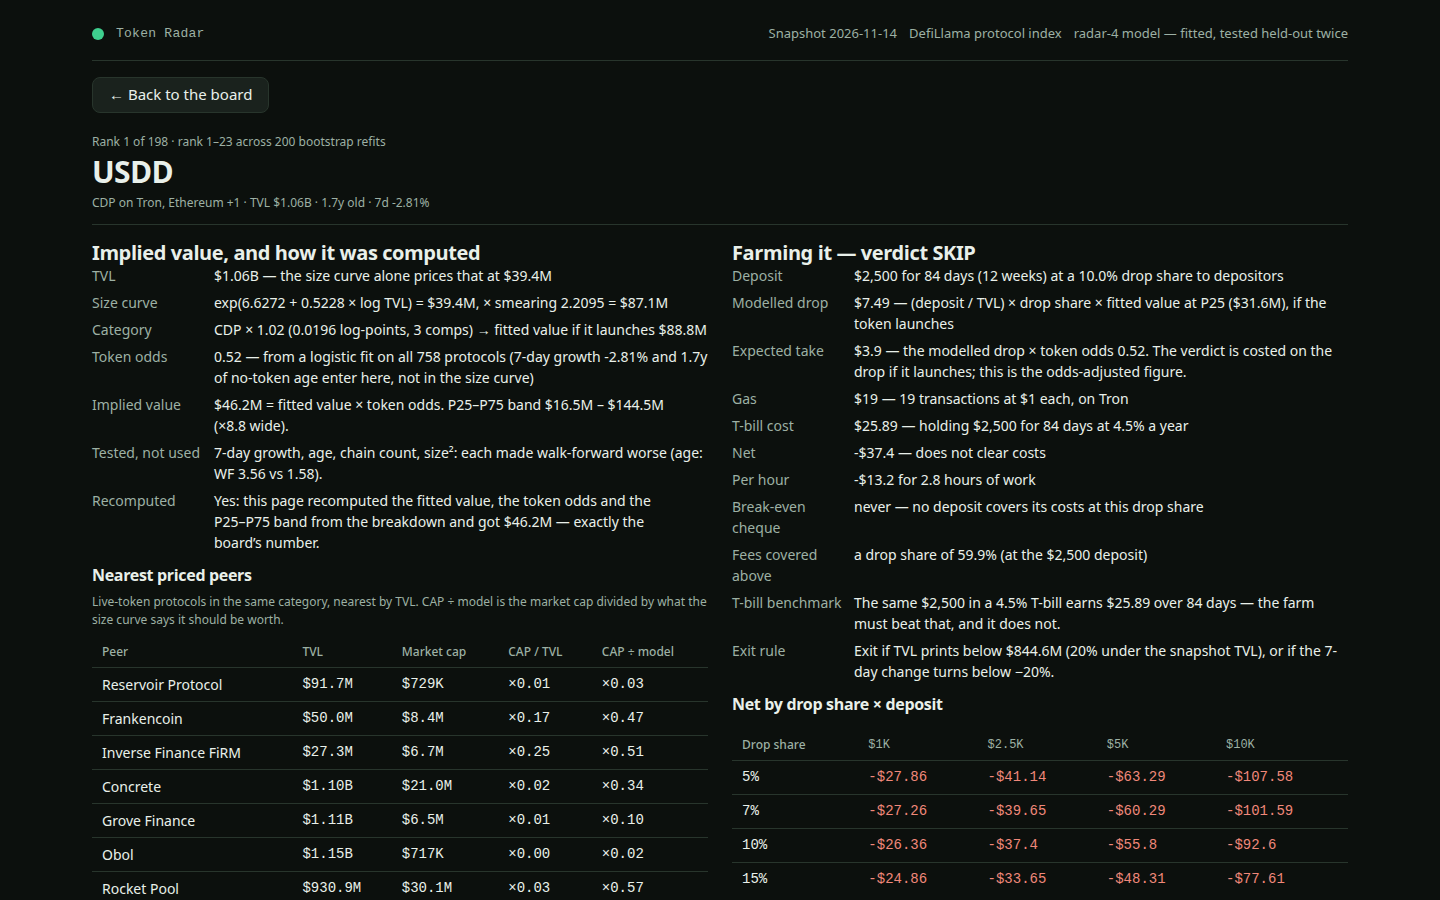 Token Radar
Snapshot 2026-11-14 DefiLlama protocol index radar-4 model — fitted, tested held-out twice
← Back to the board
Rank 1 of 198 · rank 1–23 across 200 bootstrap refits
USDD
CDP on Tron, Ethereum +1 · TVL $1.06B · 1.7y old · 7d -2.81%
Implied value, and how it was computed
TVL $1.06B — the size curve alone prices that at $39.4M
Size curve exp(6.6272 + 0.5228 × log TVL) = $39.4M, × smearing 2.2095 = $87.1M
Category CDP × 1.02 (0.0196 log-points, 3 comps) → fitted value if it launches $88.8M
Token odds 0.52 — from a logistic fit on all 758 protocols (7-day growth -2.81% and 1.7y
of no-token age enter here, not in the size curve)
Implied value $46.2M = fitted value × token odds. P25–P75 band $16.5M – $144.5M
(×8.8 wide).
Tested, not used 7-day growth, age, chain count, size²: each made walk-forward worse (age:
WF 3.56 vs 1.58).
Recomputed Yes: this page recomputed the fitted value, the token odds and the
P25–P75 band from the breakdown and got $46.2M — exactly the
board's number.
Nearest priced peers
Live-token protocols in the same category, nearest by TVL. CAP ÷ model is the market cap divided by what the
size curve says it should be worth.
Peer TVL Market cap CAP / TVL CAP ÷ model
Reservoir Protocol $91.7M $729K ×0.01 ×0.03
Frankencoin $50.0M $8.4M ×0.17 ×0.47
Inverse Finance FiRM $27.3M $6.7M ×0.25 ×0.51
Concrete $1.10B $21.0M ×0.02 ×0.34
Grove Finance $1.11B $6.5M ×0.01 ×0.10
Obol $1.15B $717K ×0.00 ×0.02
Rocket Pool $930.9M $30.1M ×0.03 ×0.57
Farming it — verdict SKIP
Deposit $2,500 for 84 days (12 weeks) at a 10.0% drop share to depositors
Modelled drop $7.49 — (deposit / TVL) × drop share × fitted value at P25 ($31.6M), if the
token launches
Expected take $3.9 — the modelled drop × token odds 0.52. The verdict is costed on the
drop if it launches; this is the odds-adjusted figure.
Gas $19 — 19 transactions at $1 each, on Tron
T-bill cost $25.89 — holding $2,500 for 84 days at 4.5% a year
Net -$37.4 — does not clear costs
Per hour -$13.2 for 2.8 hours of work
Break-even never — no deposit covers its costs at this drop share
cheque
Fees covered a drop share of 59.9% (at the $2,500 deposit)
above
T-bill benchmark The same $2,500 in a 4.5% T-bill earns $25.89 over 84 days — the farm
must beat that, and it does not.
Exit rule Exit if TVL prints below $844.6M (20% under the snapshot TVL), or if the 7-
day change turns below −20%.
Net by drop share × deposit
Drop share $1K $2.5K $5K $10K
5% -$27.86 -$41.14 -$63.29 -$107.58
7% -$27.26 -$39.65 -$60.29 -$101.59
10% -$26.36 -$37.4 -$55.8 -$92.6
15% -$24.86 -$33.65 -$48.31 -$77.61